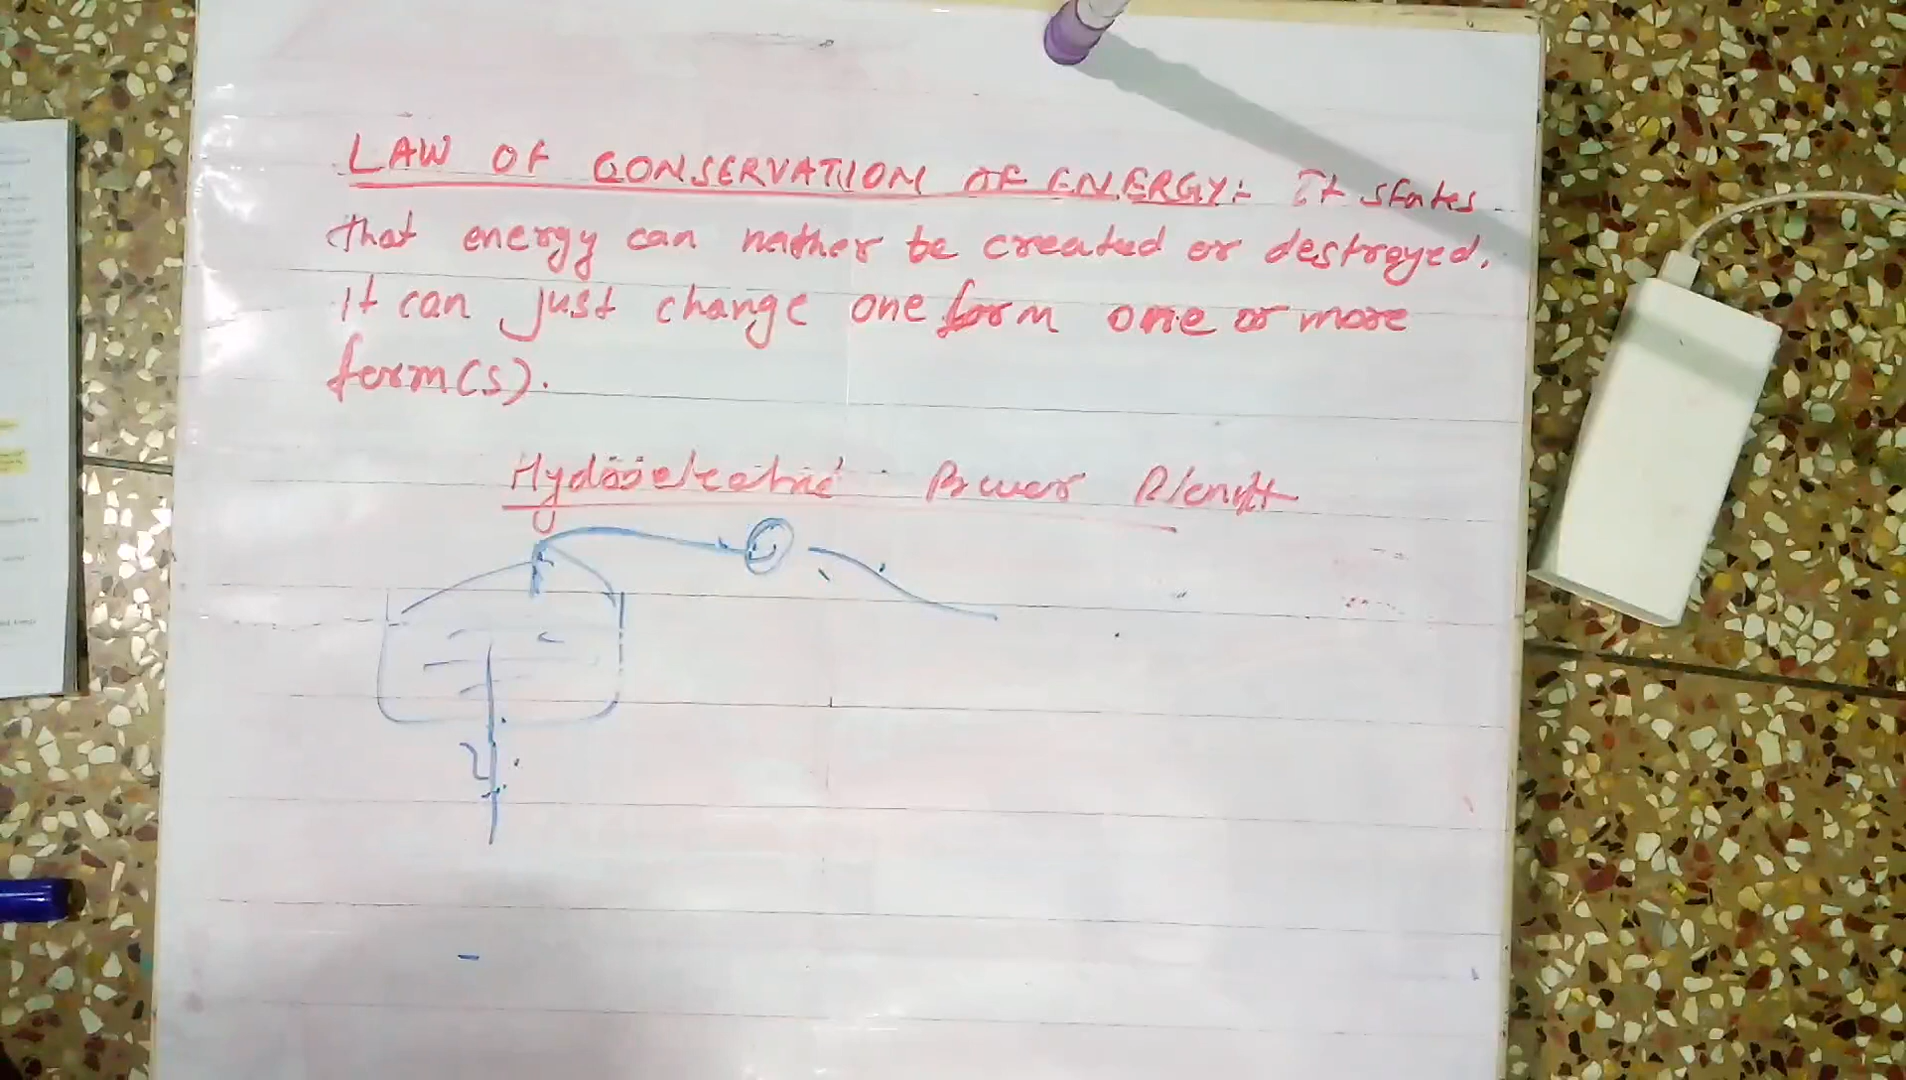 LAW OF CONSERVATION OF ENERGY:- It states
that energy can neither be created or destroyed.
it can just change one form one or more
form(s).
Hydroelectric Power Plant